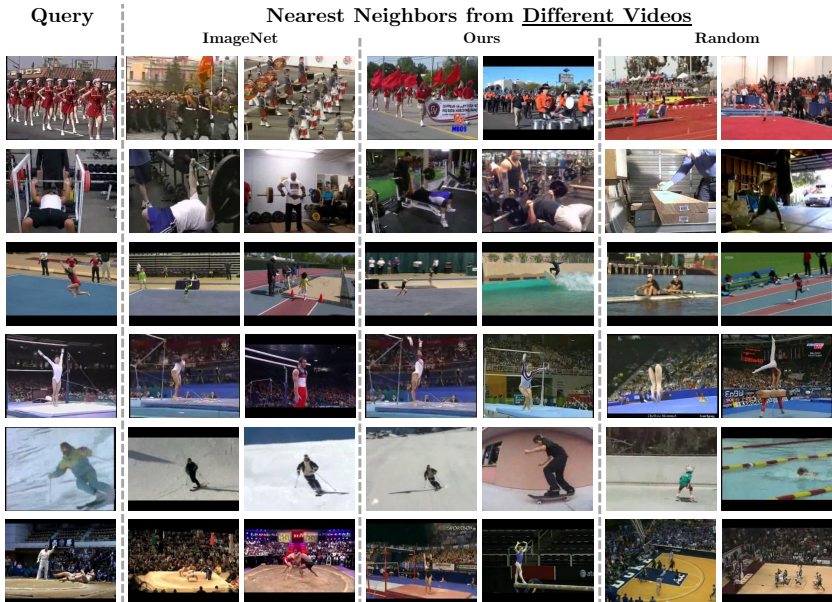 Query
Nearest Neighbors from Different Videos
ImageNet
Ours
Random